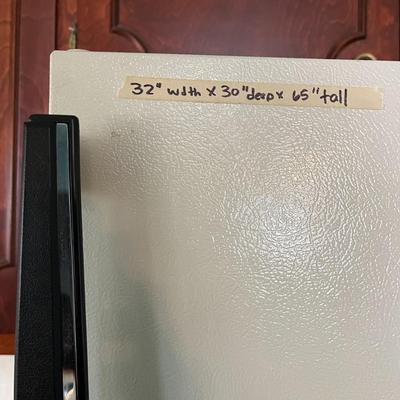 32" wdth x 30" deep x 65" tall